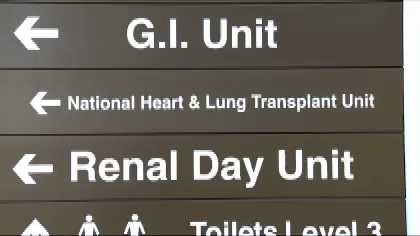 G.I. Unit
National Heart & Lung Transplant Unit
Renal Day Unit
Toilets Level 3